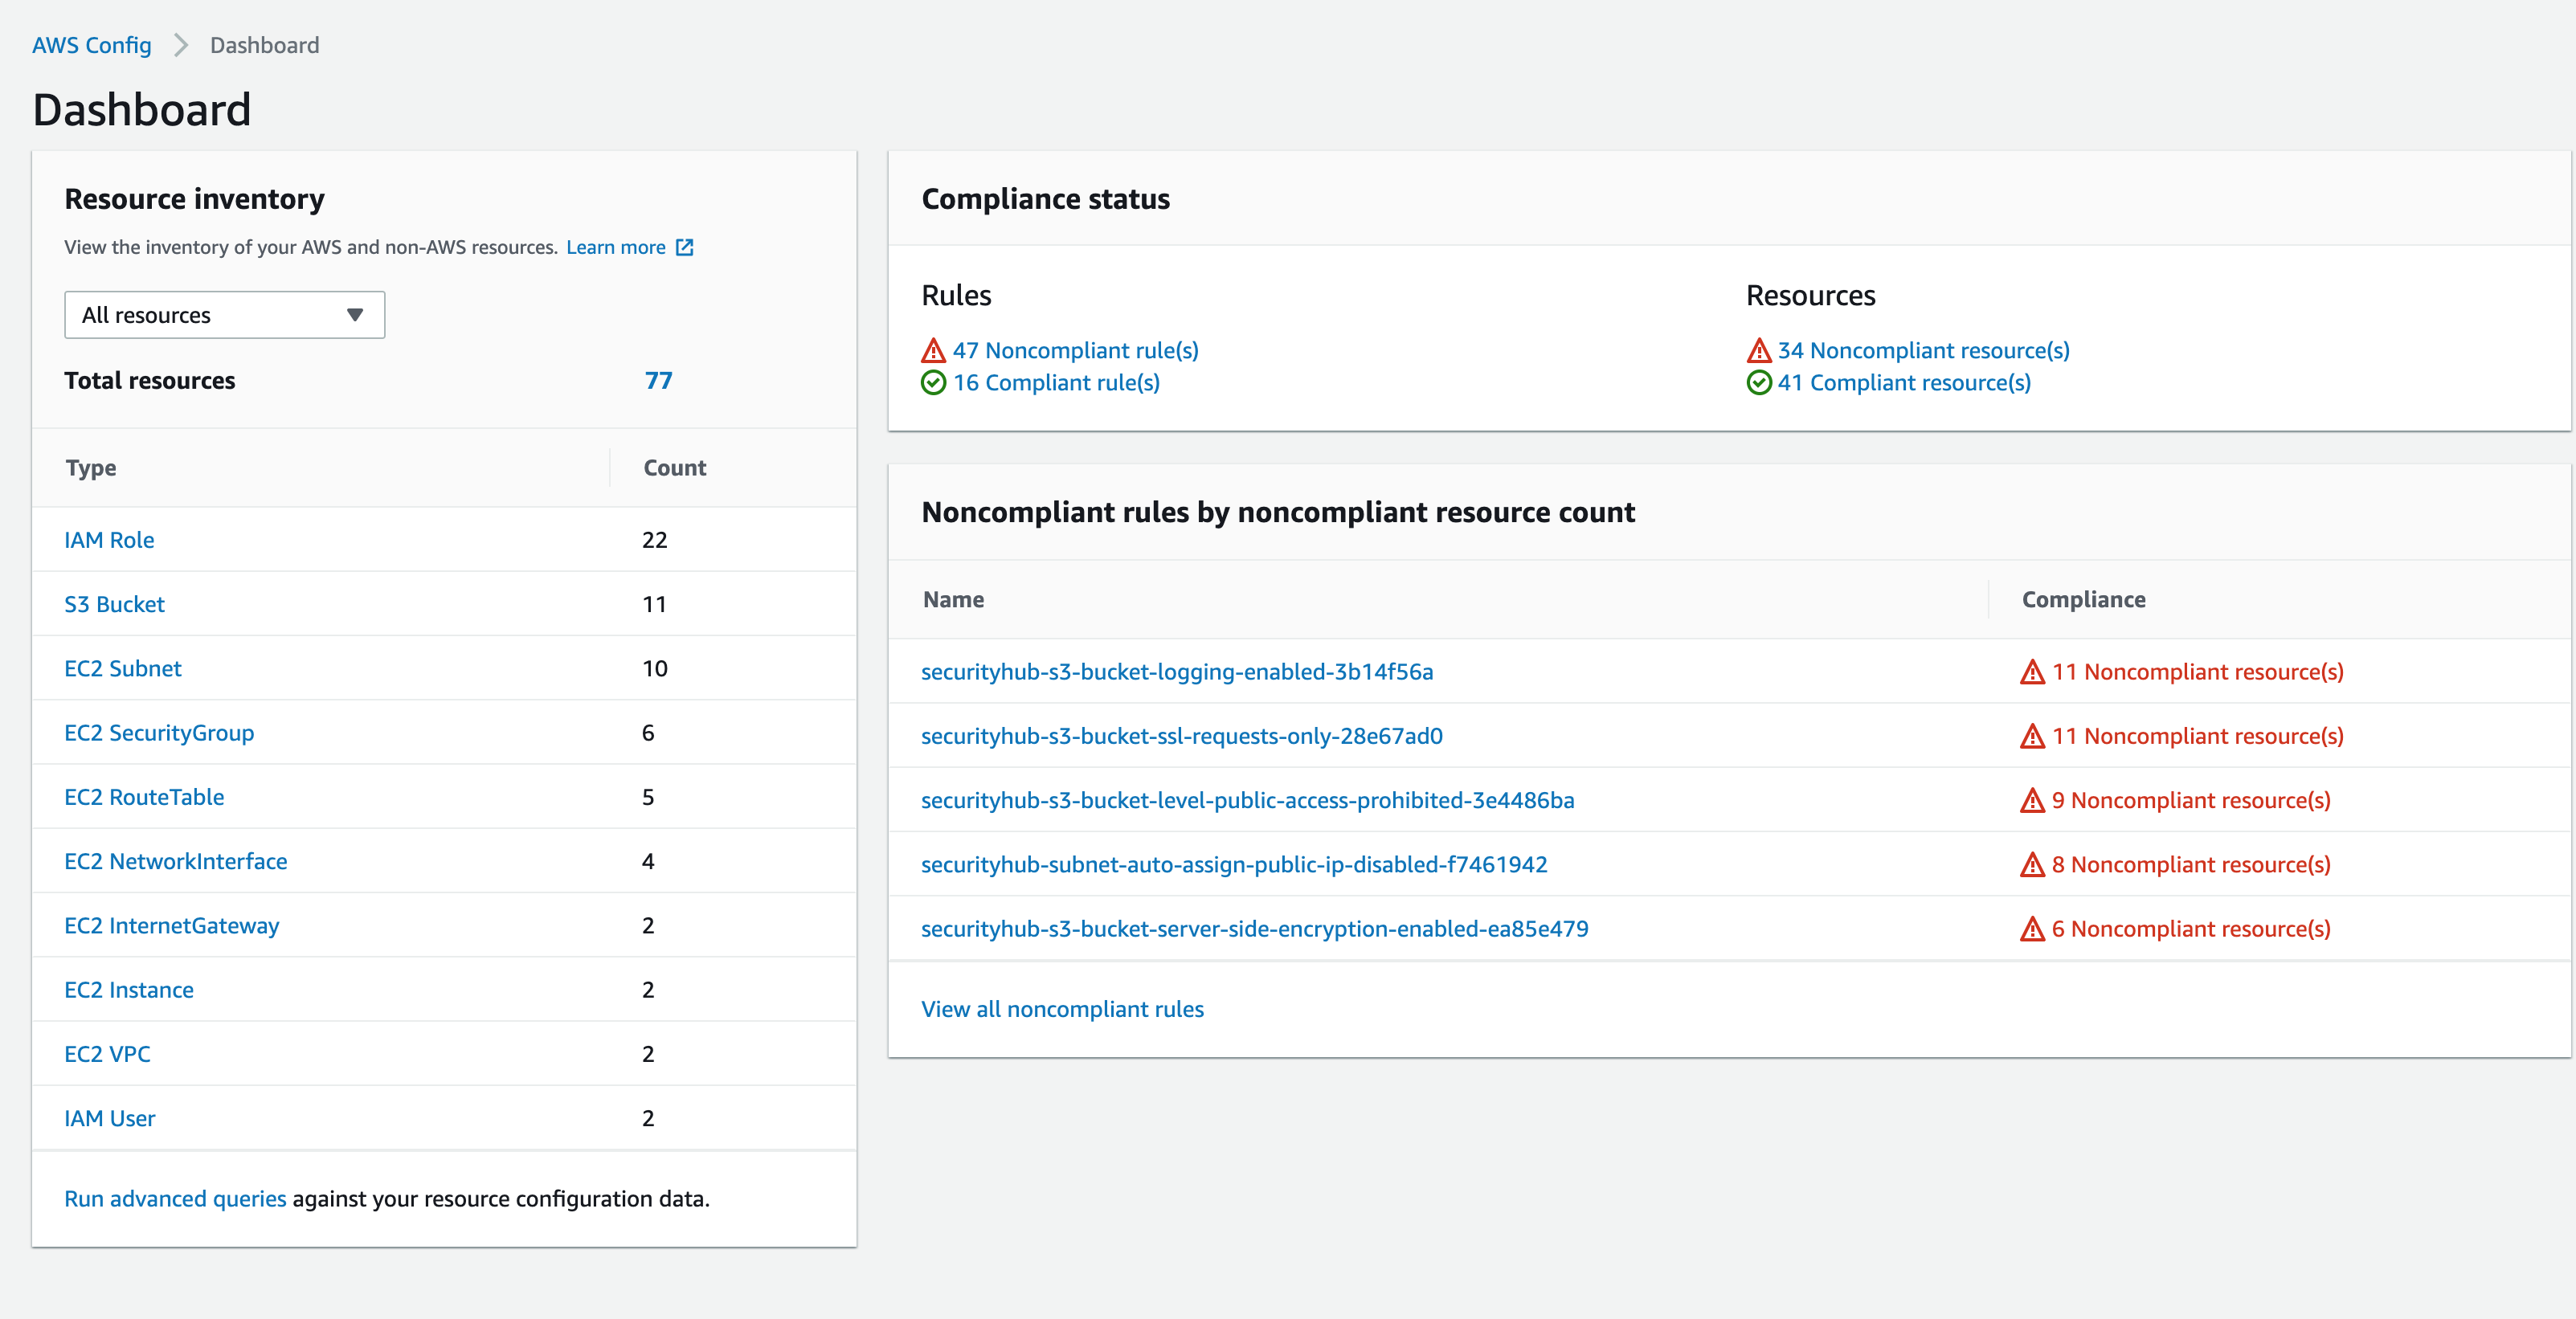 AWS Config > Dashboard
Dashboard
Resource inventory
View the inventory of your AWS and non-AWS resources. Learn more
All resources
Total resources 77
Type Count
IAM Role 22
S3 Bucket 11
EC2 Subnet 10
EC2 SecurityGroup 6
EC2 RouteTable 5
EC2 NetworkInterface 4
EC2 InternetGateway 2
EC2 Instance 2
EC2 VPC 2
IAM User 2
Run advanced queries against your resource configuration data.
Compliance status
Rules
47 Noncompliant rule(s)
16 Compliant rule(s)
Resources
34 Noncompliant resource(s)
41 Compliant resource(s)
Noncompliant rules by noncompliant resource count
Name Compliance
securityhub-s3-bucket-logging-enabled-3b14f56a 11 Noncompliant resource(s)
securityhub-s3-bucket-ssl-requests-only-28e67ad0 11 Noncompliant resource(s)
securityhub-s3-bucket-level-public-access-prohibited-3e4486ba 9 Noncompliant resource(s)
securityhub-subnet-auto-assign-public-ip-disabled-f7461942 8 Noncompliant resource(s)
securityhub-s3-bucket-server-side-encryption-enabled-ea85e479 6 Noncompliant resource(s)
View all noncompliant rules